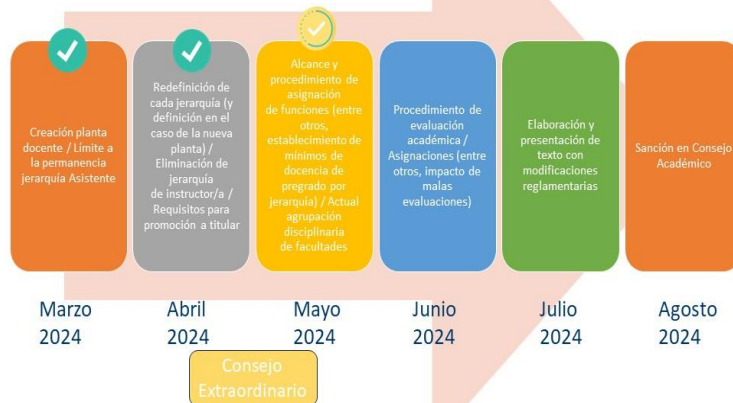 Creación planta
docente / Límite a
la permanencia
jerarquía Asistente
Redefinición de
cada jerarquía (y
definición en el
caso de la nueva
planta) /
Eliminación de
jerarquía
de instructor/a /
Requisitos para
promoción a titular
Alcance y
procedimiento de
asignación
de funciones (entre
otros,
establecimiento de
mínimos de
docencia de
pregrado por
jerarquía) / Actual
agrupación
disciplinaria
de facultades
Procedimiento de
evaluación
académica /
Asignaciones (entre
otros, impacto de
malas
evaluaciones)
Elaboración y
presentación de
texto con
modificaciones
reglamentarias
Sanción en Consejo
Académico
Marzo
2024
Abril
2024
Mayo
2024
Junio
2024
Julio
2024
Agosto
2024
Consejo
Extraordinario